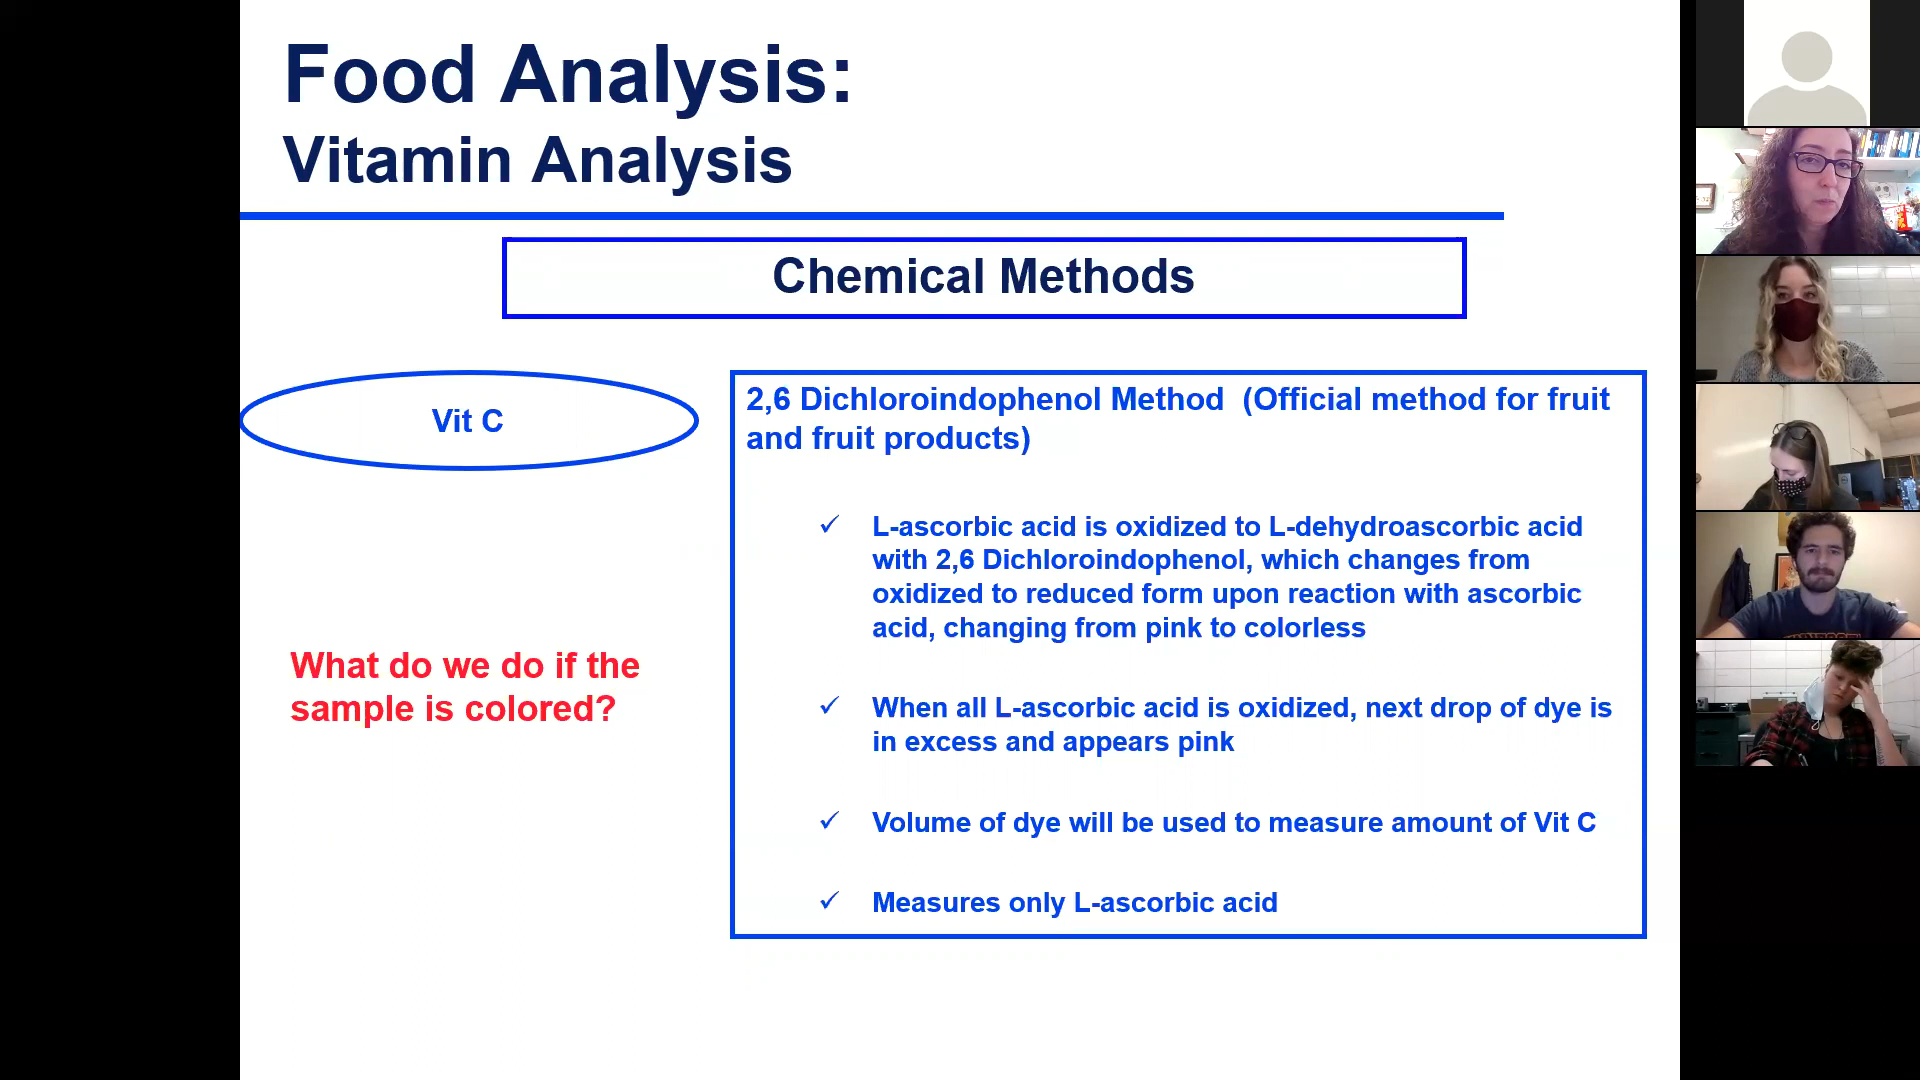 Food Analysis:
Vitamin Analysis
Chemical Methods
Vit C
What do we do if the
sample is colored?
2,6 Dichloroindophenol Method (Official method for fruit
and fruit products)
✓ L-ascorbic acid is oxidized to L-dehydroascorbic acid
with 2,6 Dichloroindophenol, which changes from
oxidized to reduced form upon reaction with ascorbic
acid, changing from pink to colorless
✓ When all L-ascorbic acid is oxidized, next drop of dye is
in excess and appears pink
✓ Volume of dye will be used to measure amount of Vit C
✓ Measures only L-ascorbic acid